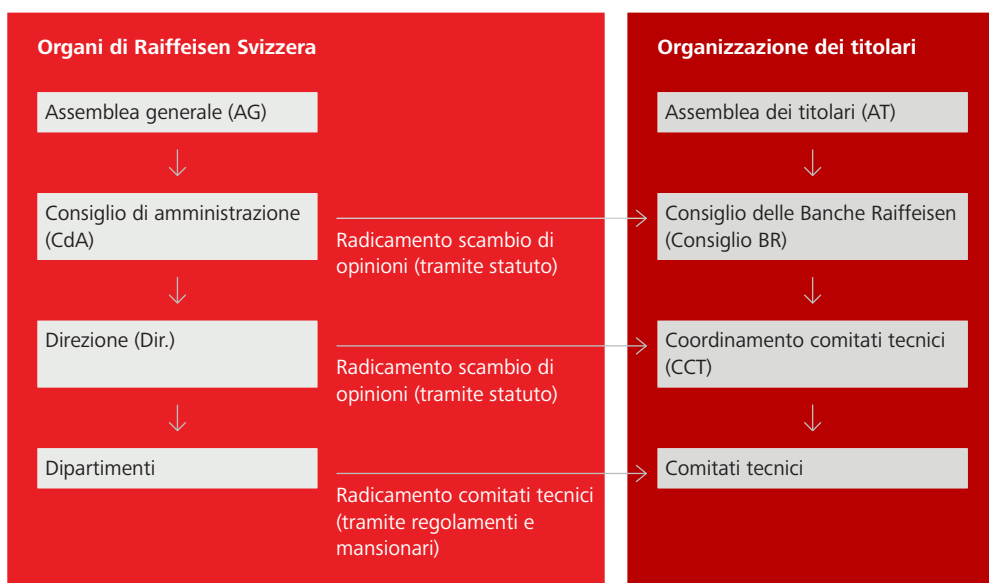 Organi di Raiffeisen Svizzera
Assemblea generale (AG)
Consiglio di amministrazione
(CdA)
Radicamento scambio di
opinioni (tramite statuto)
Direzione (Dir.)
Radicamento scambio di
opinioni (tramite statuto)
Dipartimenti
Radicamento comitati tecnici
(tramite regolamenti e
mansionari)
Organizzazione dei titolari
Assemblea dei titolari (AT)
Consiglio delle Banche Raiffeisen
(Consiglio BR)
Coordinamento comitati tecnici
(CCT)
Comitati tecnici